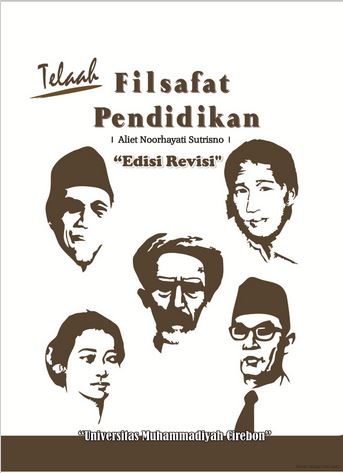 Telaah
Filsafat
Pendidikan
| Aliet Noorhayati Sutrisno |
“Edisi Revisi"
“Universitas Muhammadiyah Cirebon”